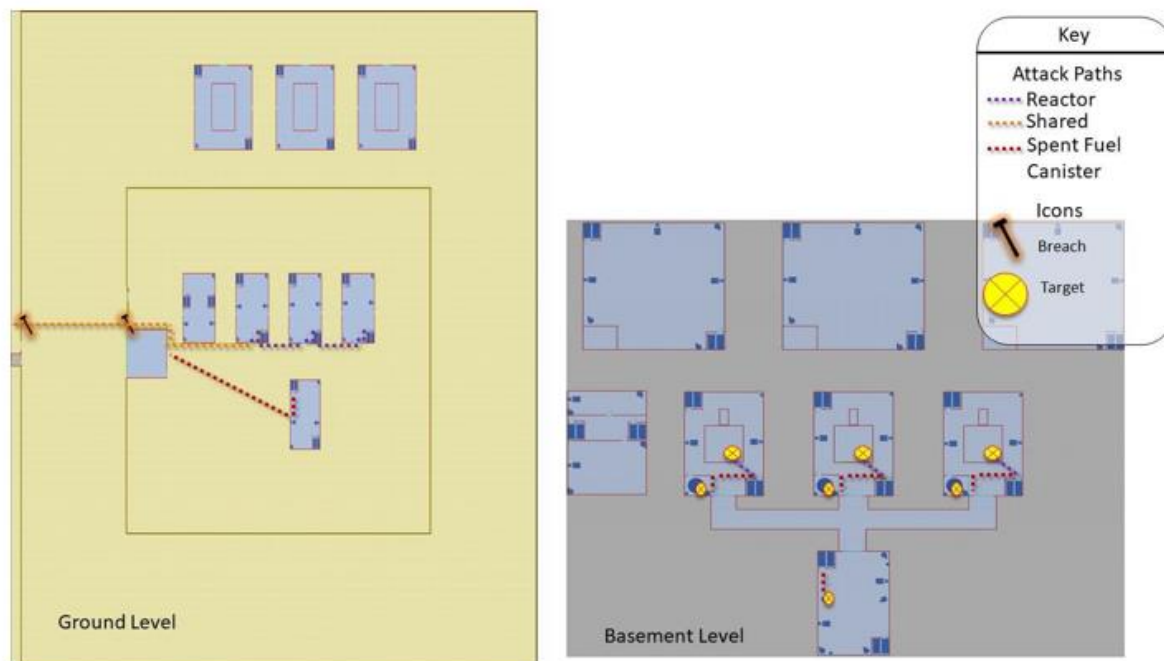 Key
Attack Paths
Reactor
Shared
Spent Fuel
Canister
Icons
Breach
Target
Ground Level
Basement Level